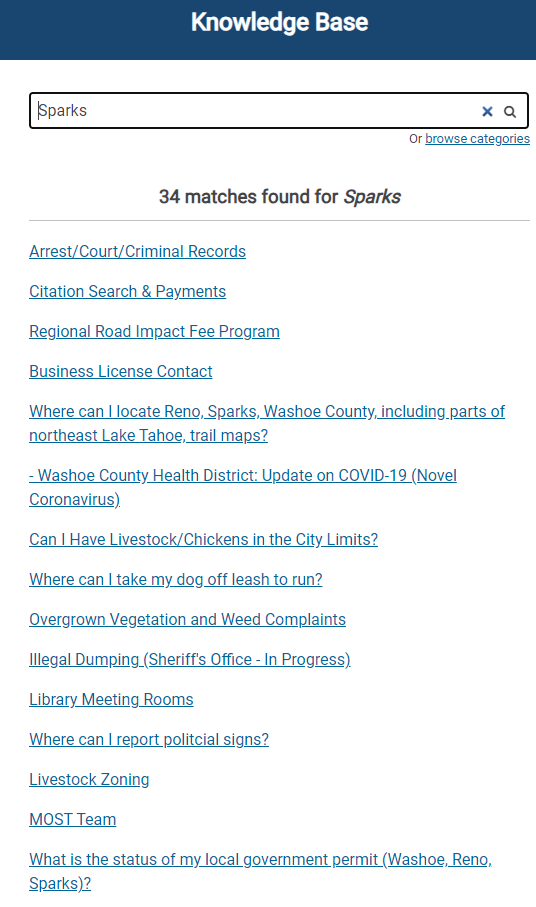 Knowledge Base
Sparks
Or browse categories
34 matches found for Sparks
Arrest/Court/Criminal Records
Citation Search & Payments
Regional Road Impact Fee Program
Business License Contact
Where can I locate Reno, Sparks, Washoe County, including parts of
northeast Lake Tahoe, trail maps?
- Washoe County Health District: Update on COVID-19 (Novel
Coronavirus)
Can I Have Livestock/Chickens in the City Limits?
Where can I take my dog off leash to run?
Overgrown Vegetation and Weed Complaints
Illegal Dumping (Sheriff's Office - In Progress)
Library Meeting Rooms
Where can I report politcial signs?
Livestock Zoning
MOST Team
What is the status of my local government permit (Washoe, Reno,
Sparks)?